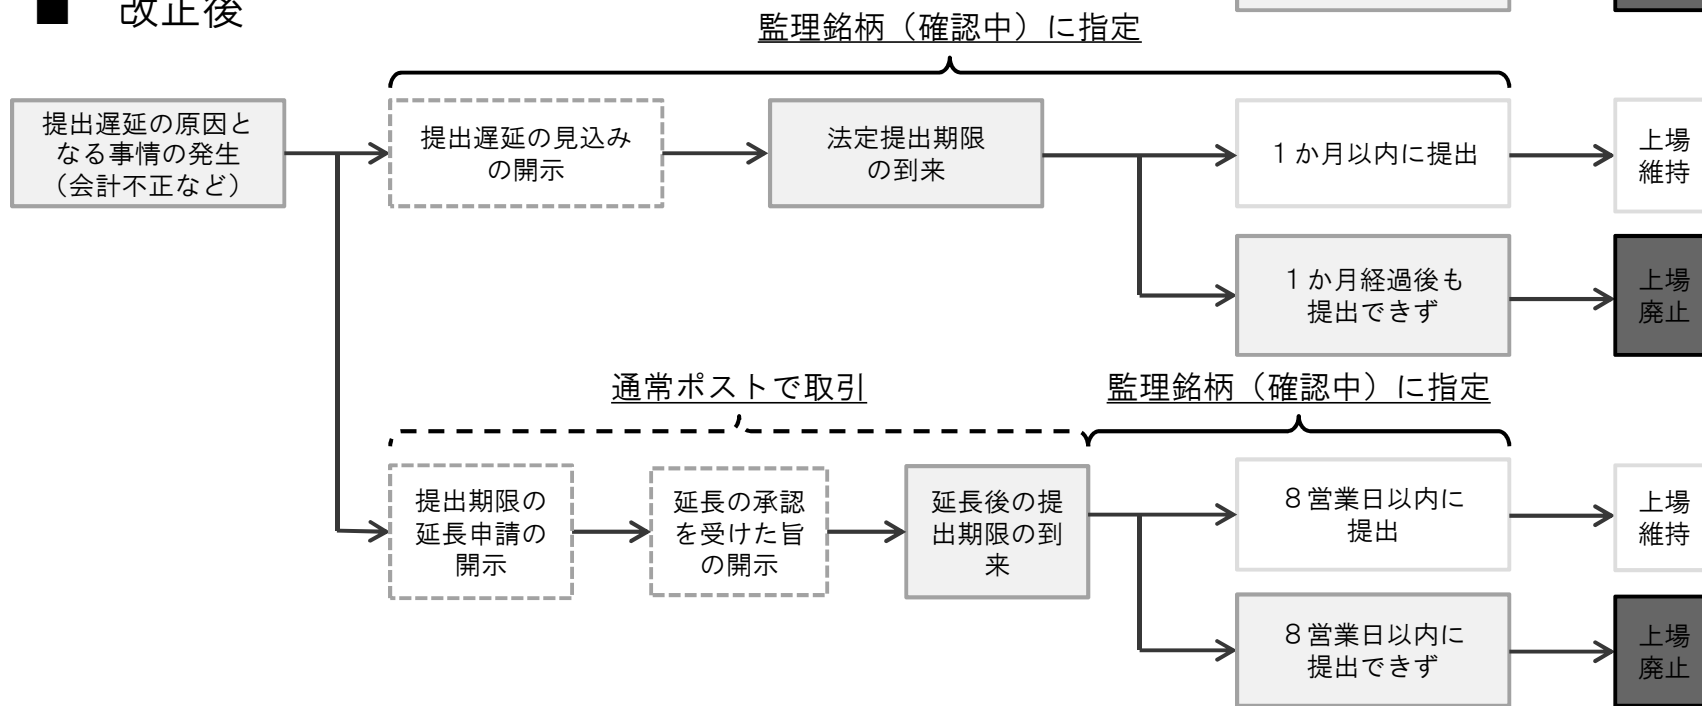 ■ 改正後
監理銘柄（確認中）に指定
提出遅延の原因と
なる事情の発生
（会計不正など）
提出遅延の見込み
の開示
法定提出期限
の到来
１か月以内に提出
上場
維持
１か月経過後も
提出できず
上場
廃止
通常ポストで取引
監理銘柄（確認中）に指定
提出期限の
延長申請の
開示
延長の承認
を受けた旨
の開示
延長後の提
出期限の到
来
８営業日以内に
提出
上場
維持
８営業日以内に
提出できず
上場
廃止